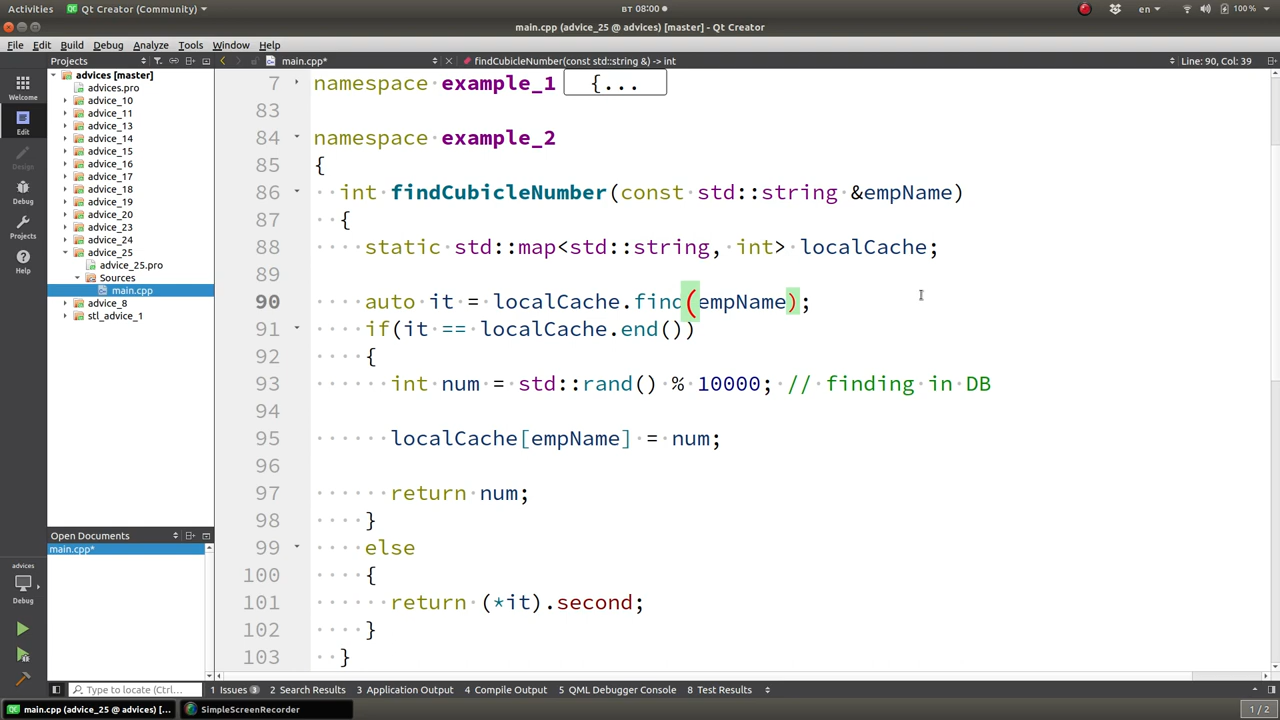 Activities
Qt Creator (Community)
ВТ 08:00
en
100 %
main.cpp (advice_25 @ advices) [master] - Qt Creator
File Edit Build Debug Analyze Tools Window Help
Projects
main.cpp*
findCubicleNumber(const std::string &) -> int
Line: 90, Col: 39
Welcome
Edit
Design
Debug
Projects
Help
advices [master]
advices.pro
advice_10
advice_11
advice_13
advice_14
advice_15
advice_16
advice_17
advice_18
advice_19
advice_20
advice_23
advice_24
advice_25
advice_25.pro
Sources
main.cpp
advice_8
stl_advice_1
Open Documents
main.cpp*
advices
Debug
7 namespace example_1 {...
83
84 namespace example_2
85 {
86 int findCubicleNumber(const std::string &empName)
87 {
88 static std::map<std::string, int> localCache;
89
90 auto it = localCache.find(empName);
91 if(it == localCache.end())
92 {
93 int num = std::rand() % 10000; // finding in DB
94
95 localCache[empName] = num;
96
97 return num;
98 }
99 else
100 {
101 return (*it).second;
102 }
103 }
Type to locate (Ctrl...
1 Issues 3
2 Search Results
3 Application Output
4 Compile Output
5 QML Debugger Console
8 Test Results
main.cpp (advice_25 @ advices) [...
SimpleScreenRecorder
1 / 2